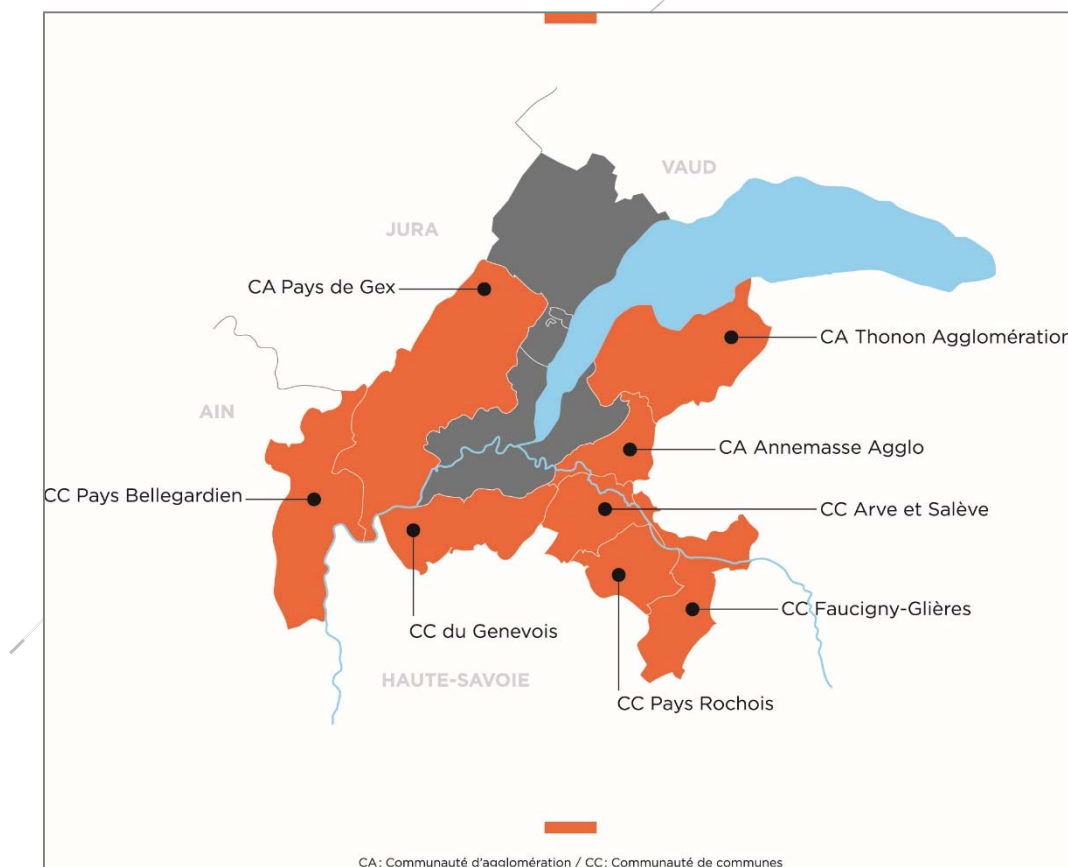 VAUD
JURA
CA Pays de Gex
CA Thonon Agglomération
AIN
CA Annemasse Agglo
CC Pays Bellegardien
CC Arve et Salève
CC Faucigny-Glières
CC du Genevois
HAUTE-SAVOIE
CC Pays Rochois
CA : Communauté d'agglomération / CC : Communauté de communes